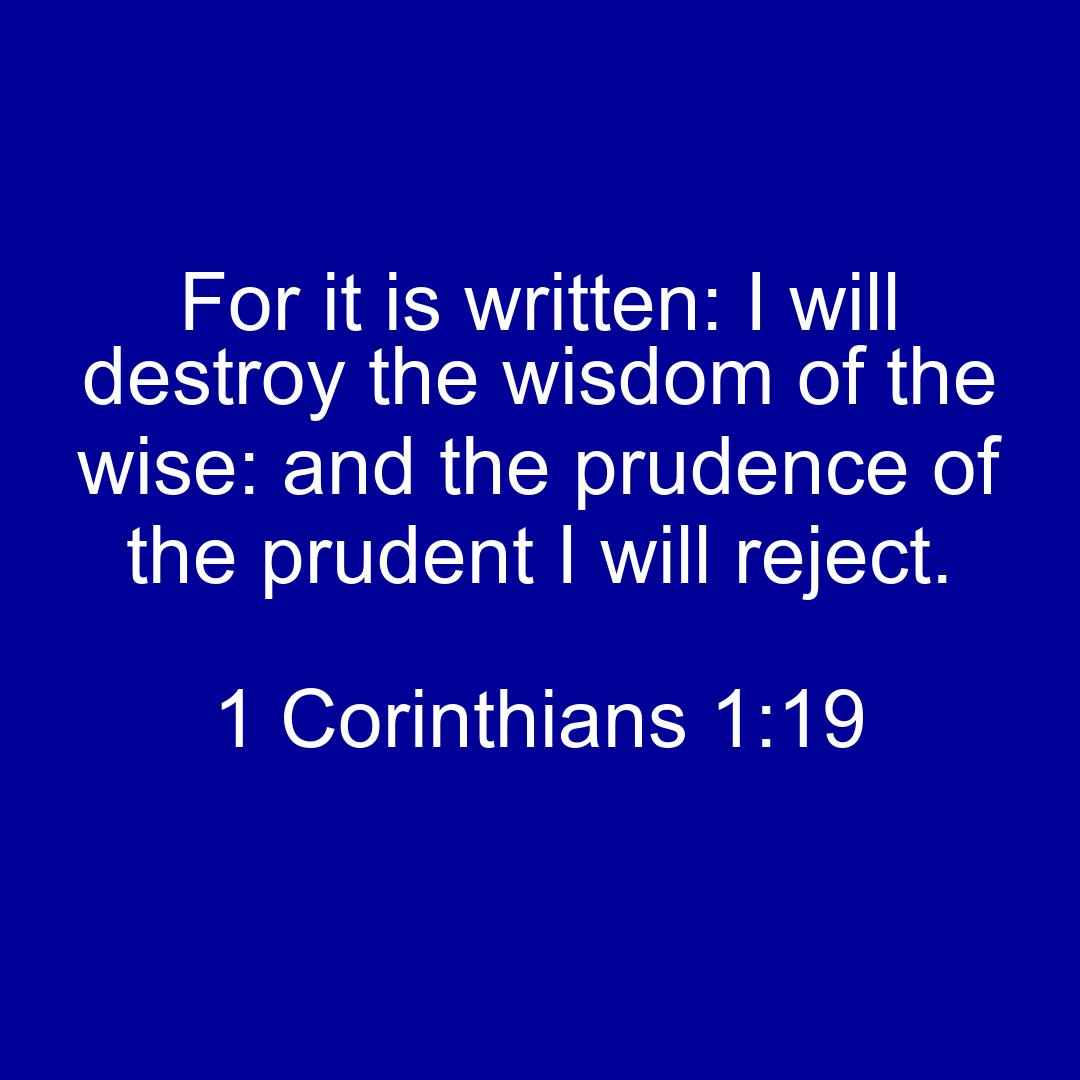 For it is written: I will
destroy the wisdom of the
wise: and the prudence of
the prudent I will reject.
1 Corinthians 1:19